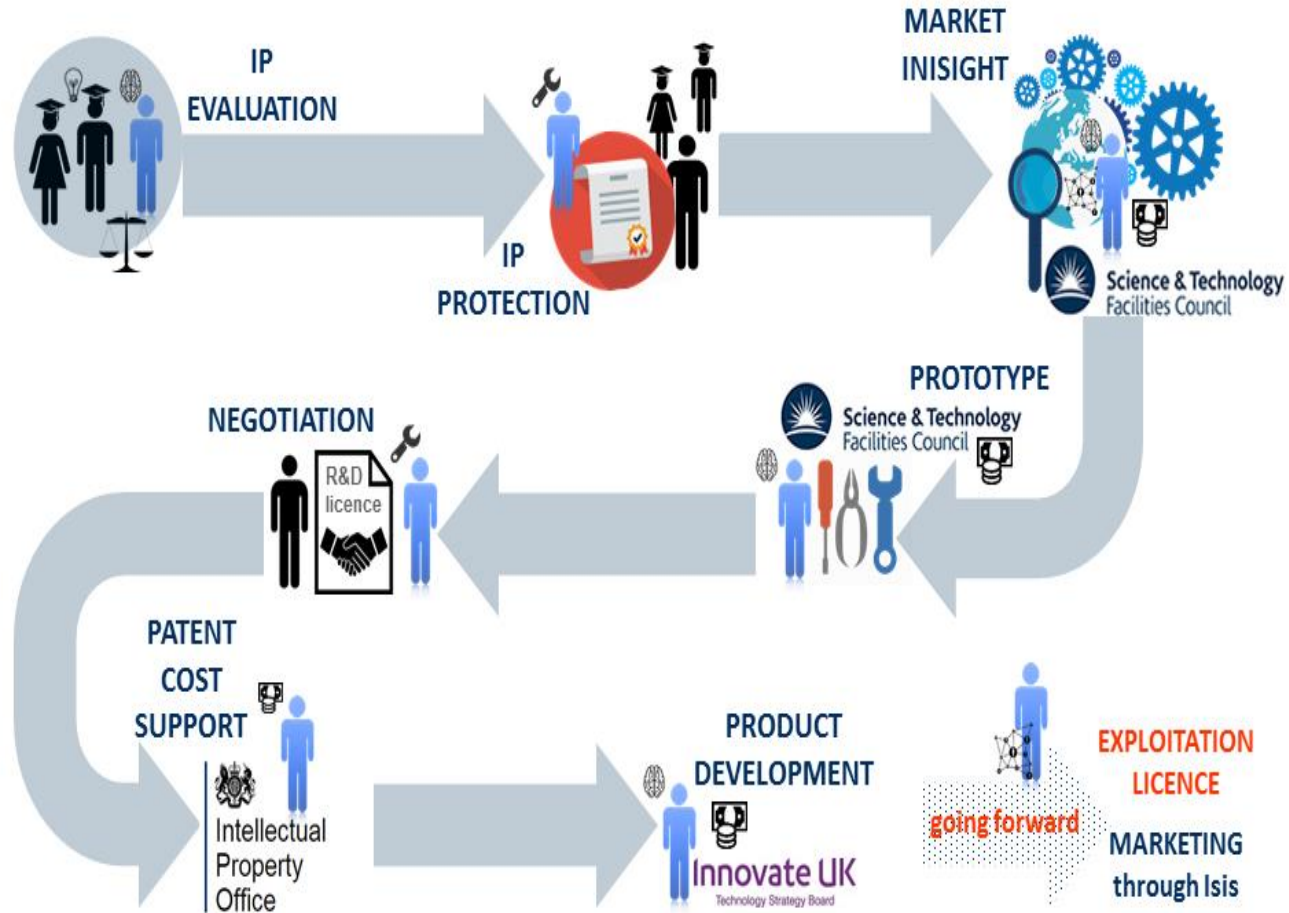 IP
EVALUATION
IP
PROTECTION
MARKET
INISIGHT
Science & Technology
Facilities Council
PROTOTYPE
Science & Technology
Facilities Council
NEGOTIATION
R&D
licence
PATENT
COST
SUPPORT
Intellectual
Property
Office
PRODUCT
DEVELOPMENT
Innovate UK
Technology Strategy Board
going forward
EXPLOITATION
LICENCE
MARKETING
through Isis